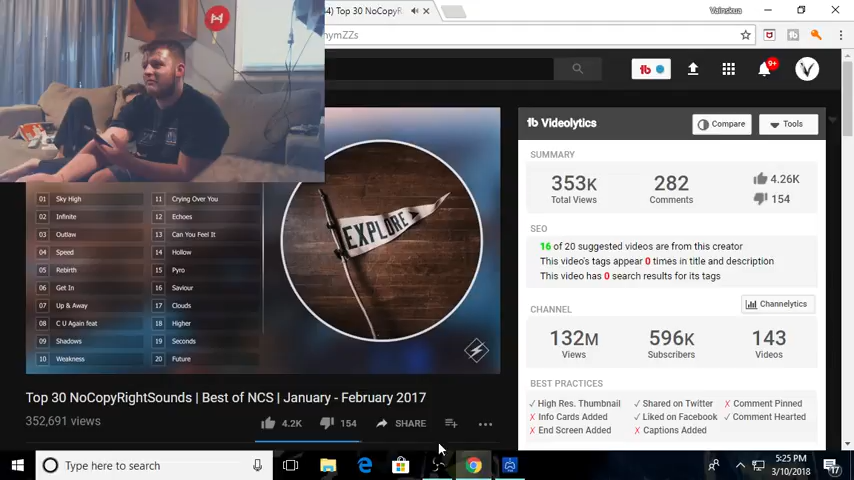 4) Top 30 NoCopyR
Vainskua
ymZZs
9+
01 Sky High
02 Infinite
03 Outlaw
04 Speed
05 Rebirth
06 Get In
07 Up & Away
08 C U Again feat
09 Shadows
10 Weakness
11 Crying Over You
12 Echoes
13 Can You Feel It
14 Hollow
15 Pyro
16 Saviour
17 Clouds
18 Higher
19 Seconds
20 Future
EXPLORE
Top 30 NoCopyRightSounds | Best of NCS | January - February 2017
352,691 views
4.2K 154 SHARE
tb Videolytics
Compare Tools
SUMMARY
353K 282 4.26K
Total Views Comments 154
SEO
16 of 20 suggested videos are from this creator
This video's tags appear 0 times in title and description
This video has 0 search results for its tags
CHANNEL
Channelytics
132M 596K 143
Views Subscribers Videos
BEST PRACTICES
✓ High Res. Thumbnail ✓ Shared on Twitter ✗ Comment Pinned
✗ Info Cards Added ✓ Liked on Facebook ✓ Comment Hearted
✗ End Screen Added ✗ Captions Added
Type here to search
5:25 PM
3/10/2018
17